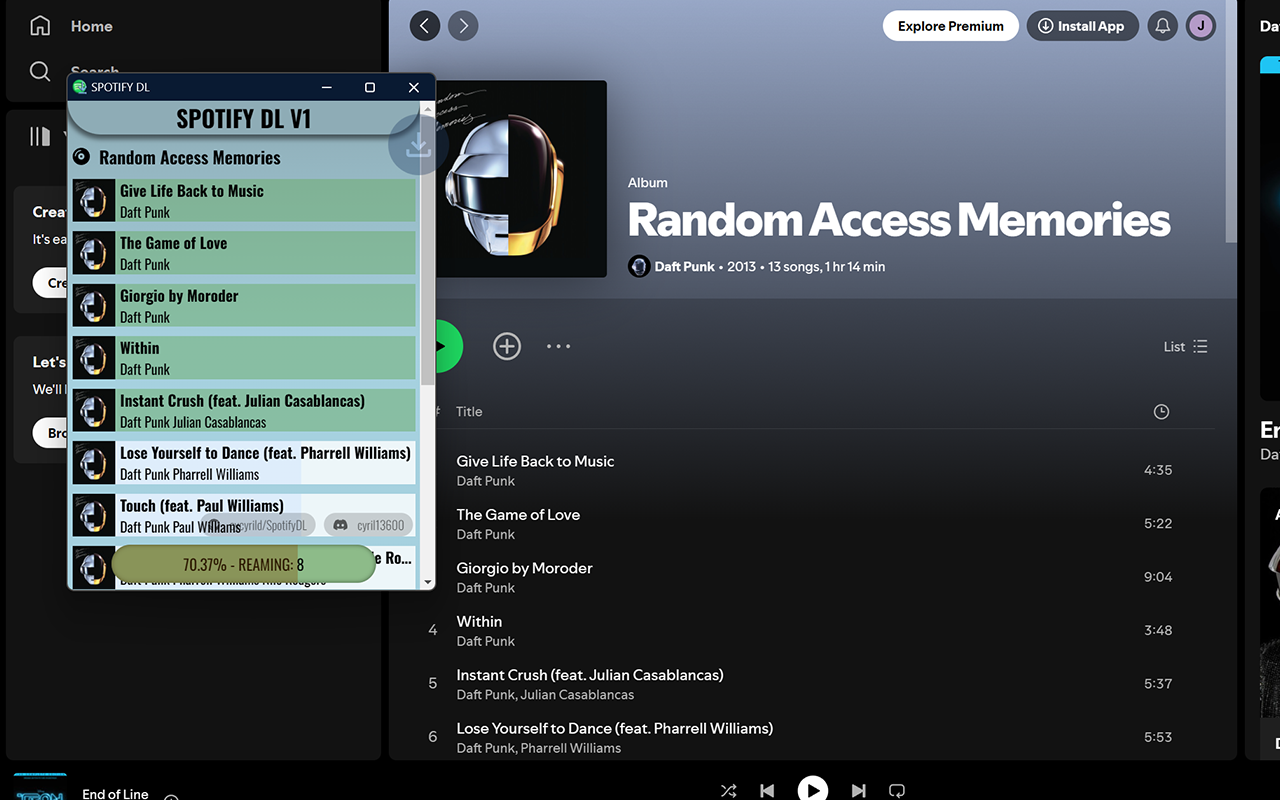 Home
Search
Explore Premium
Install App
J
SPOTIFY DL
SPOTIFY DL V1
Random Access Memories
Give Life Back to Music
Daft Punk
The Game of Love
Daft Punk
Giorgio by Moroder
Daft Punk
Within
Daft Punk
Instant Crush (feat. Julian Casablancas)
Daft Punk Julian Casablancas
Lose Yourself to Dance (feat. Pharrell Williams)
Daft Punk Pharrell Williams
Touch (feat. Paul Williams)
Daft Punk Paul Williams
cyril13600
70.37% - REAMING: 8
e Ro...
Crea
It's ea
Cre
Let's
We'll
Bro
Random
Access
Memories
Album
Random Access Memories
Daft Punk • 2013 • 13 songs, 1 hr 14 min
List
# Title
Give Life Back to Music
Daft Punk
4:35
The Game of Love
Daft Punk
5:22
Giorgio by Moroder
Daft Punk
9:04
4
Within
Daft Punk
3:48
5
Instant Crush (feat. Julian Casablancas)
Daft Punk, Julian Casablancas
5:37
6
Lose Yourself to Dance (feat. Pharrell Williams)
Daft Punk, Pharrell Williams
5:53
Da
En
Da
End of Line